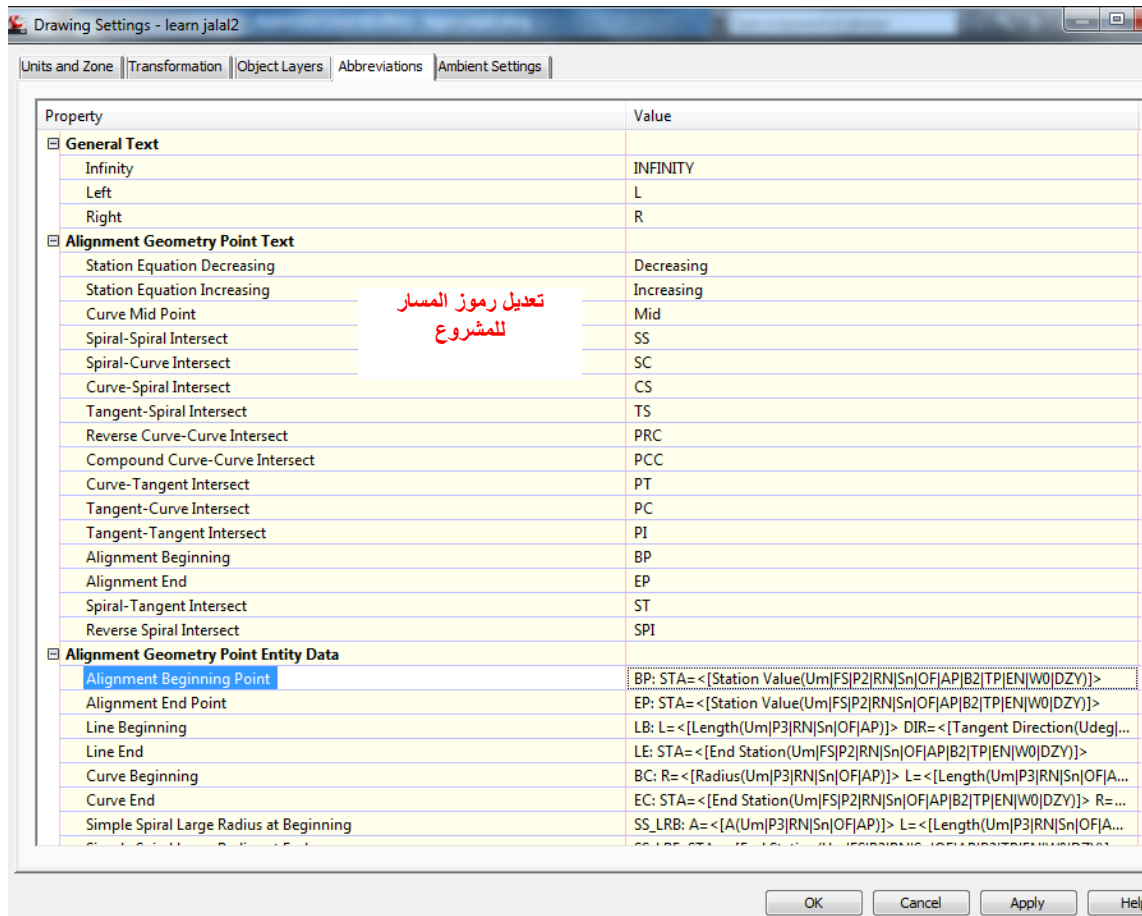 Drawing Settings - learn jalal2
Units and Zone Transformation Object Layers Abbreviations Ambient Settings
Property Value
General Text
Infinity INFINITY
Left L
Right R
Alignment Geometry Point Text
Station Equation Decreasing Decreasing
Station Equation Increasing Increasing
تعديل رموز المسار
للمشروع
Curve Mid Point Mid
Spiral-Spiral Intersect SS
Spiral-Curve Intersect SC
Curve-Spiral Intersect CS
Tangent-Spiral Intersect TS
Reverse Curve-Curve Intersect PRC
Compound Curve-Curve Intersect PCC
Curve-Tangent Intersect PT
Tangent-Curve Intersect PC
Tangent-Tangent Intersect PI
Alignment Beginning BP
Alignment End EP
Spiral-Tangent Intersect ST
Reverse Spiral Intersect SPI
Alignment Geometry Point Entity Data
Alignment Beginning Point BP: STA=<[Station Value(Um|FS|P2|RN|Sn|OF|AP|B2|TP|EN|W0|DZY)]>
Alignment End Point EP: STA=<[Station Value(Um|FS|P2|RN|Sn|OF|AP|B2|TP|EN|W0|DZY)]>
Line Beginning LB: L=<[Length(Um|P3|RN|Sn|OF|AP)]> DIR=<[Tangent Direction(Udeg|...
Line End LE: STA=<[End Station(Um|FS|P2|RN|Sn|OF|AP|B2|TP|EN|W0|DZY)]>
Curve Beginning BC: R=<[Radius(Um|P3|RN|Sn|OF|AP)]> L=<[Length(Um|P3|RN|Sn|OF|A...
Curve End EC: STA=<[End Station(Um|FS|P2|RN|Sn|OF|AP|B2|TP|EN|W0|DZY)]> R=...
Simple Spiral Large Radius at Beginning SS_LRB: A=<[A(Um|P3|RN|Sn|OF|AP)]> L=<[Length(Um|P3|RN|Sn|OF|A...
OK Cancel Apply Hel